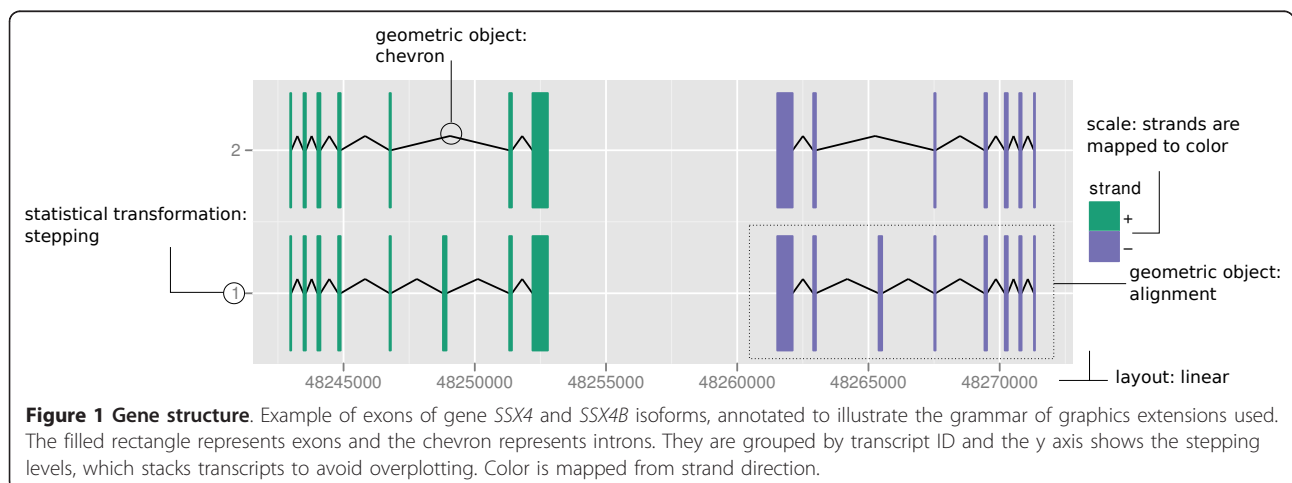 geometric object:
chevron
scale: strands are
mapped to color
strand
+
−
2
statistical transformation:
stepping
1
geometric object:
alignment
layout: linear
48245000 48250000 48255000 48260000 48265000 48270000
Figure 1 Gene structure. Example of exons of gene SSX4 and SSX4B isoforms, annotated to illustrate the grammar of graphics extensions used.
The filled rectangle represents exons and the chevron represents introns. They are grouped by transcript ID and the y axis shows the stepping
levels, which stacks transcripts to avoid overplotting. Color is mapped from strand direction.